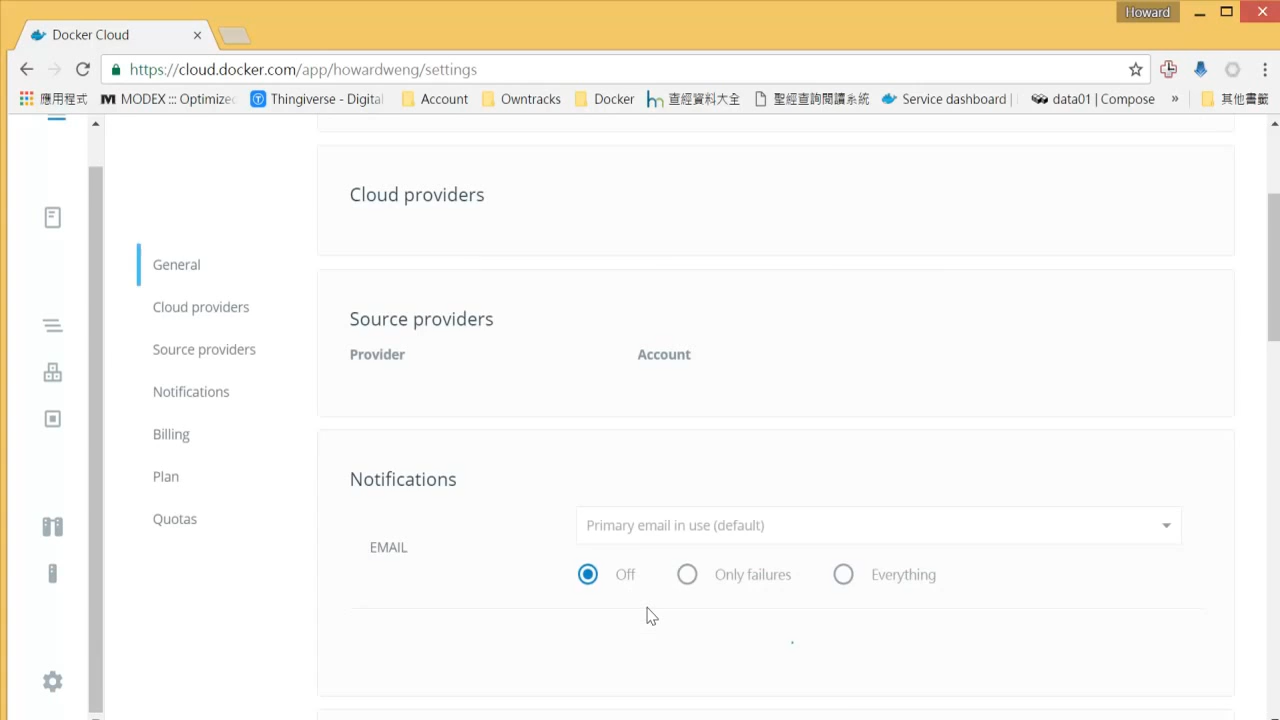 Howard
Docker Cloud
https://cloud.docker.com/app/howardweng/settings
應用程式 MODEX ::: Optimize Thingiverse - Digital Account Owntracks Docker 查經資料大全 聖經查詢閱讀系統 Service dashboard | data01 | Compose » 其他書籤
General
Cloud providers
Source providers
Notifications
Billing
Plan
Quotas
Cloud providers
Source providers
Provider Account
Notifications
EMAIL
Primary email in use (default)
Off Only failures Everything